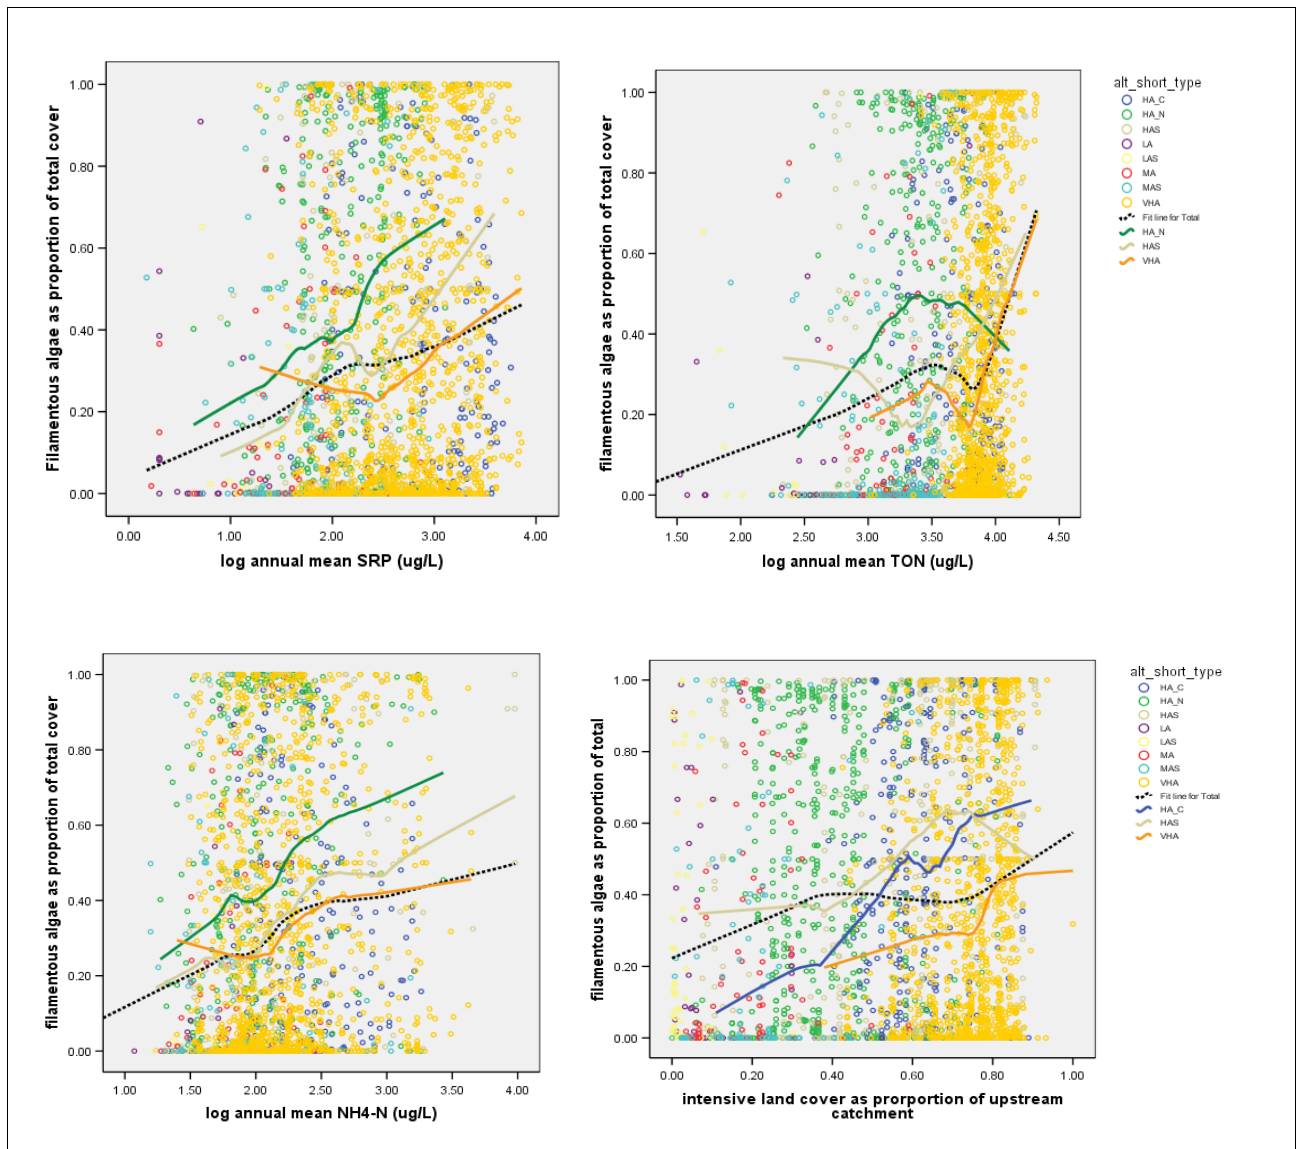 Filamentous algae as proportion of total cover
1.00
0.80
0.60
0.40
0.20
0.00
0.00 1.00 2.00 3.00 4.00
log annual mean SRP (ug/L)
filamentous algae as proportion of total cover
1.00
0.80
0.60
0.40
0.20
0.00
1.50 2.00 2.50 3.00 3.50 4.00 4.50
log annual mean TON (ug/L)
alt_short_type
HA_C
HA_N
HAS
LA
LAS
MA
MAS
VHA
Fit line for Total
HA_N
HAS
VHA
filamentous algae as proportion of total cover
1.00
0.80
0.60
0.40
0.20
0.00
1.00 1.50 2.00 2.50 3.00 3.50 4.00
log annual mean NH4-N (ug/L)
filamentous algae as proportion of total
1.00
0.80
0.60
0.40
0.20
0.00
0.00 0.20 0.40 0.60 0.80 1.00
intensive land cover as prorportion of upstream
catchment
alt_short_type
HA_C
HA_N
HAS
LA
LAS
MA
MAS
VHA
Fit line for Total
HA_C
HAS
VHA